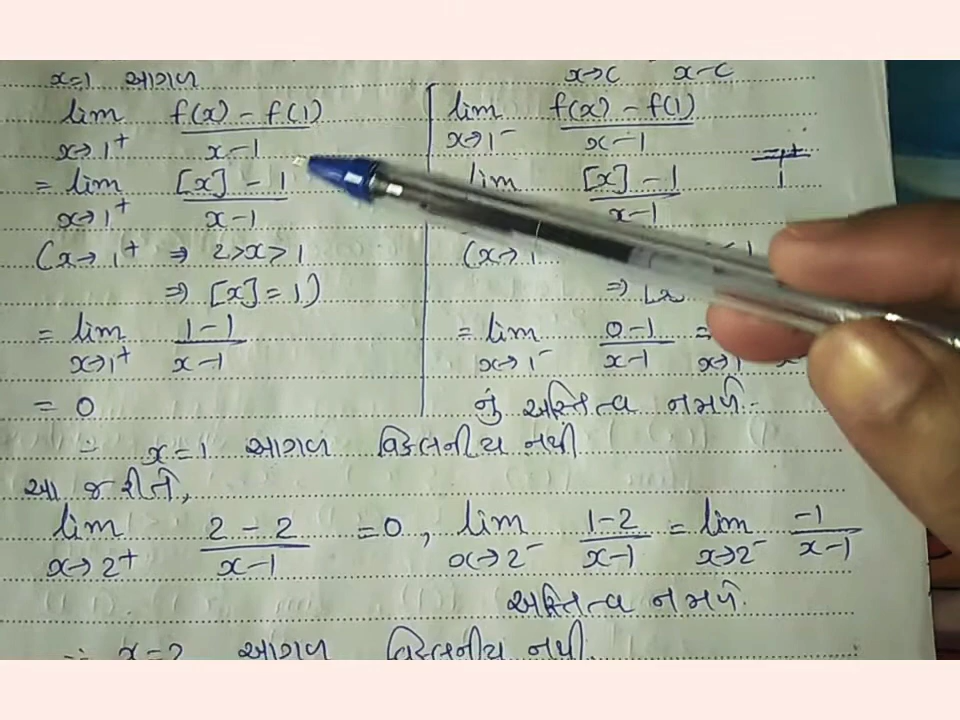 x=1 આગળ
x→c x-c
lim f(x) - f(1)
x→1⁺ x-1
= lim [x] - 1
x→1⁺ x-1
(x→1⁺ ⇒ 2>x>1
⇒ [x]=1)
= lim 1-1
x→1⁺ x-1
= 0
lim f(x) - f(1)
x→1⁻ x-1
lim [x] - 1
x-1
(x→1
⇒ [x
= lim 0-1 =
x→1⁻ x-1 x→1
નું અસ્તિત્વ ન મળે.
∴ x=1 આગળ વિકલનીય નથી
આ જ રીતે,
lim 2-2 =0, lim 1-2 = lim -1
x→2⁺ x-1 x→2⁻ x-1 x→2⁻ x-1
અસ્તિત્વ ન મળે.
∴ x=2 આગળ વિકલનીય નથી.